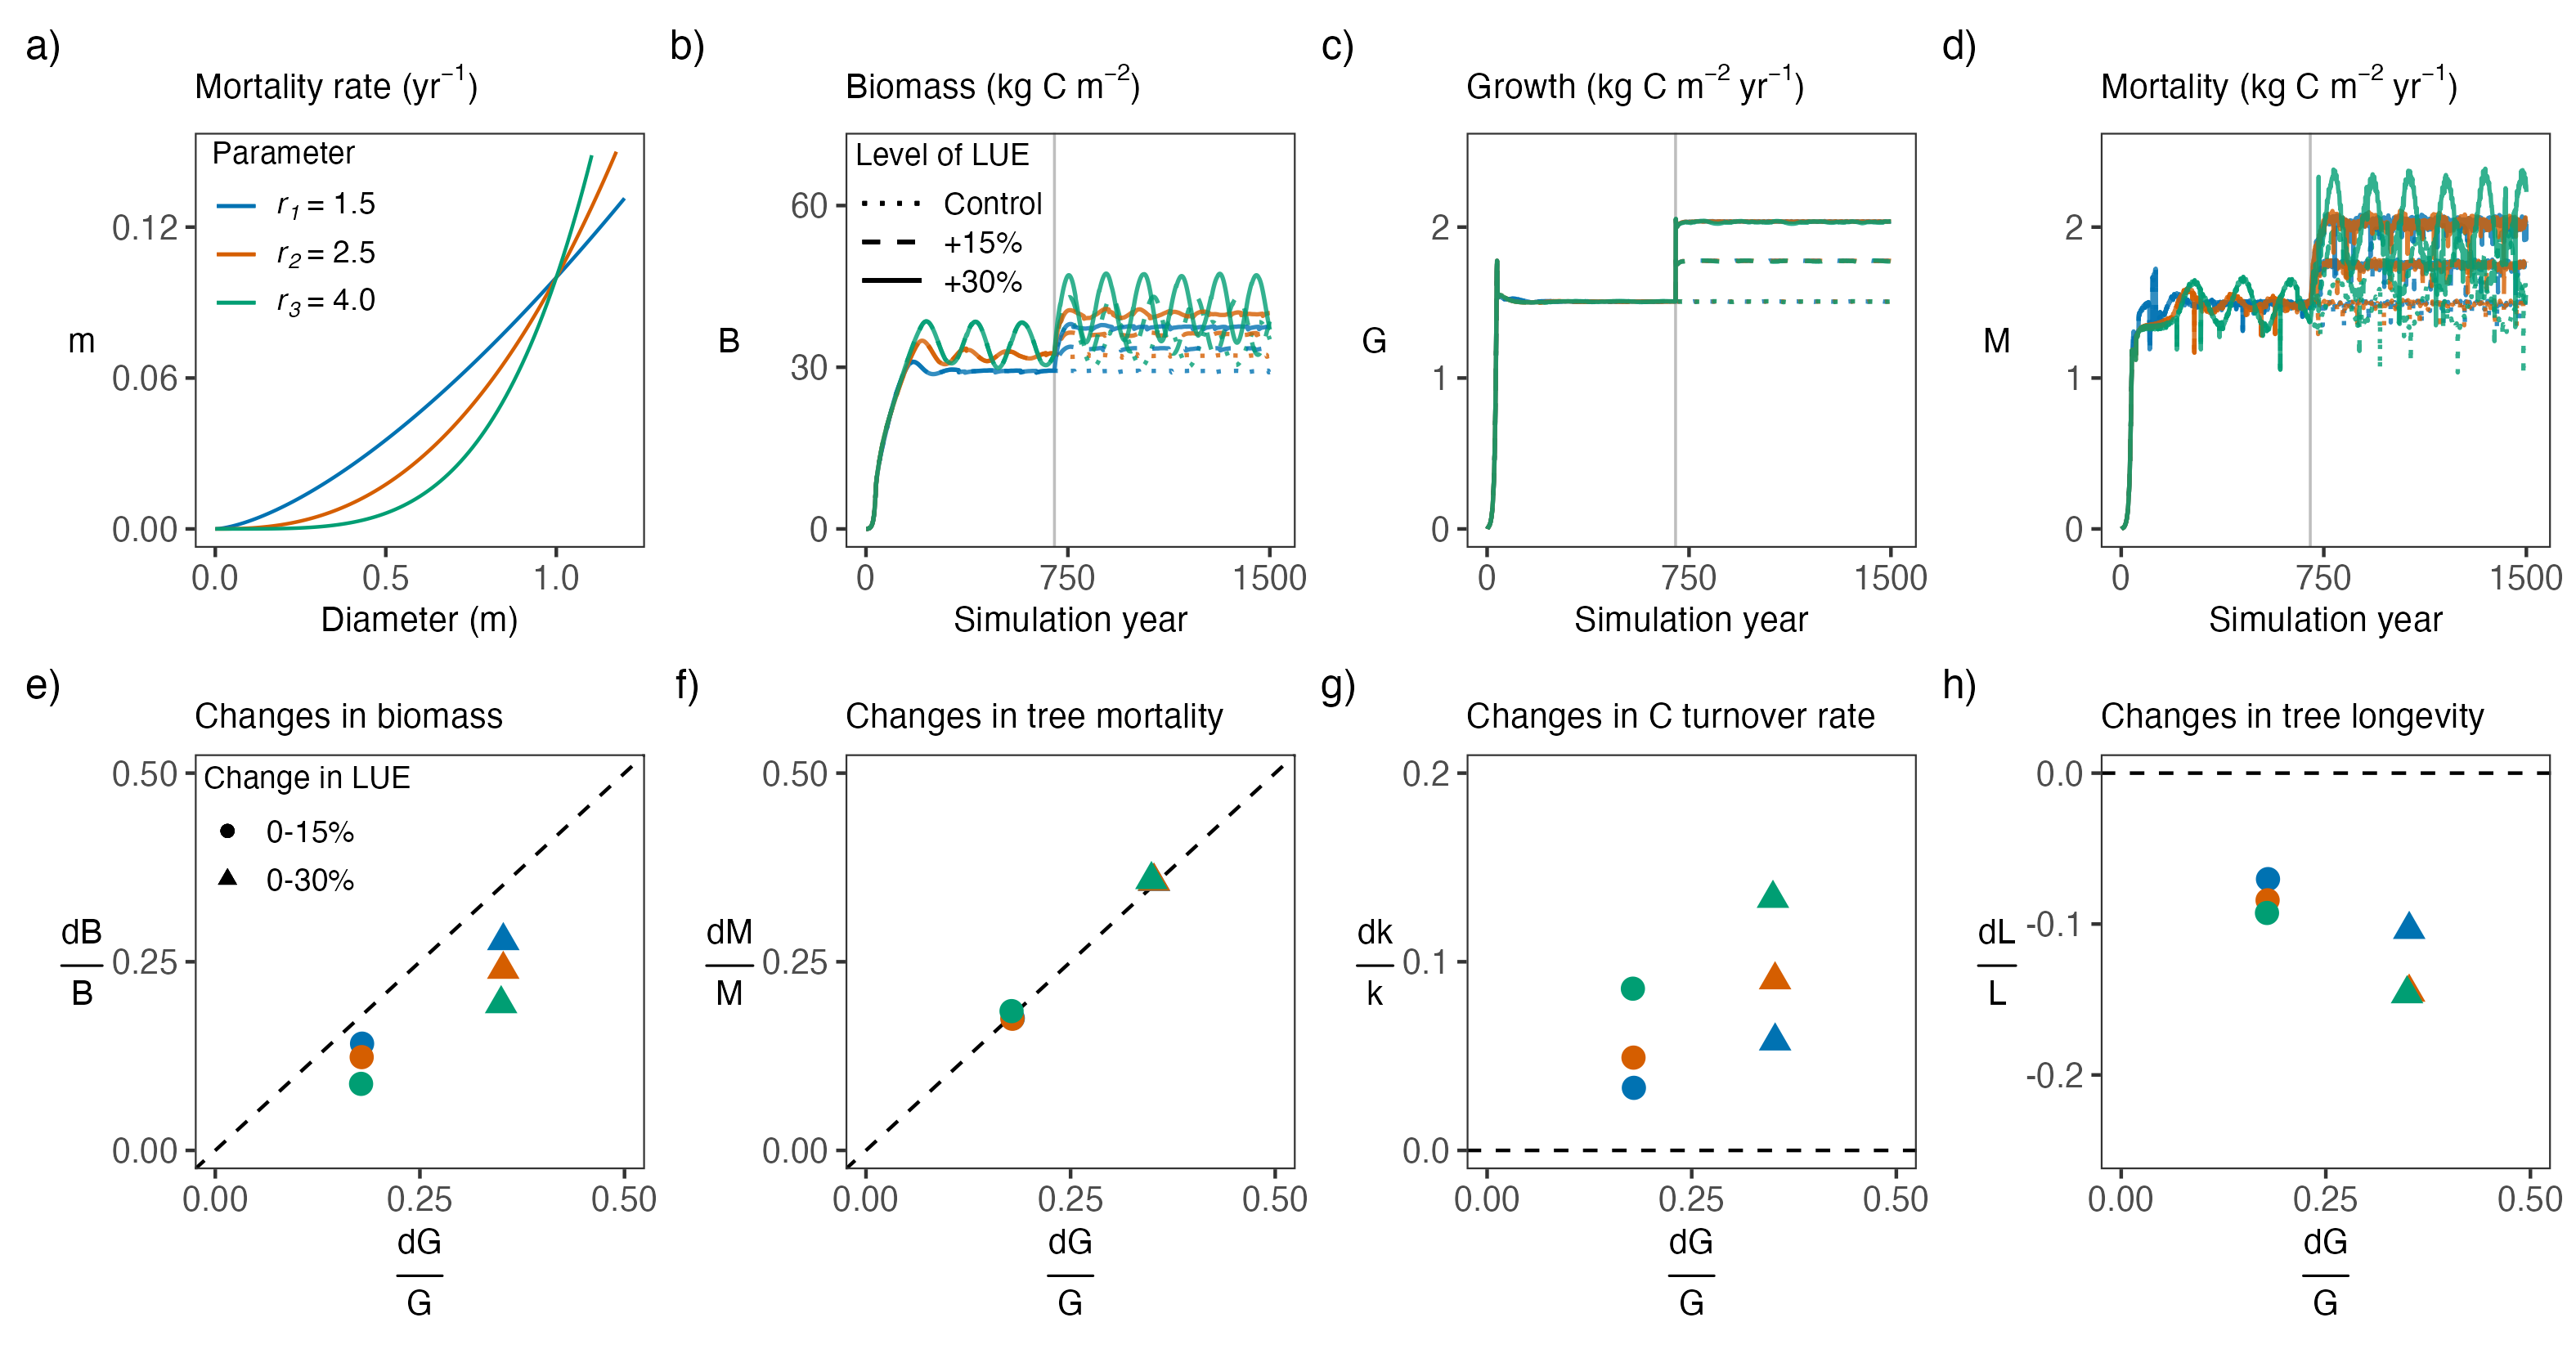 a)
Mortality rate (yr⁻¹)
Parameter
r₁ = 1.5
r₂ = 2.5
r₃ = 4.0
m
0.12
0.06
0.00
0.0 0.5 1.0
Diameter (m)
b)
Biomass (kg C m⁻²)
Level of LUE
Control
+15%
+30%
B
60
30
0
0 750 1500
Simulation year
c)
Growth (kg C m⁻² yr⁻¹)
G
2
1
0
0 750 1500
Simulation year
d)
Mortality (kg C m⁻² yr⁻¹)
M
2
1
0
0 750 1500
Simulation year
e)
Changes in biomass
Change in LUE
0-15%
0-30%
dB
B
0.50
0.25
0.00
0.00 0.25 0.50
dG
G
f)
Changes in tree mortality
dM
M
0.50
0.25
0.00
0.00 0.25 0.50
dG
G
g)
Changes in C turnover rate
dk
k
0.2
0.1
0.0
0.00 0.25 0.50
dG
G
h)
Changes in tree longevity
dL
L
0.0
-0.1
-0.2
0.00 0.25 0.50
dG
G